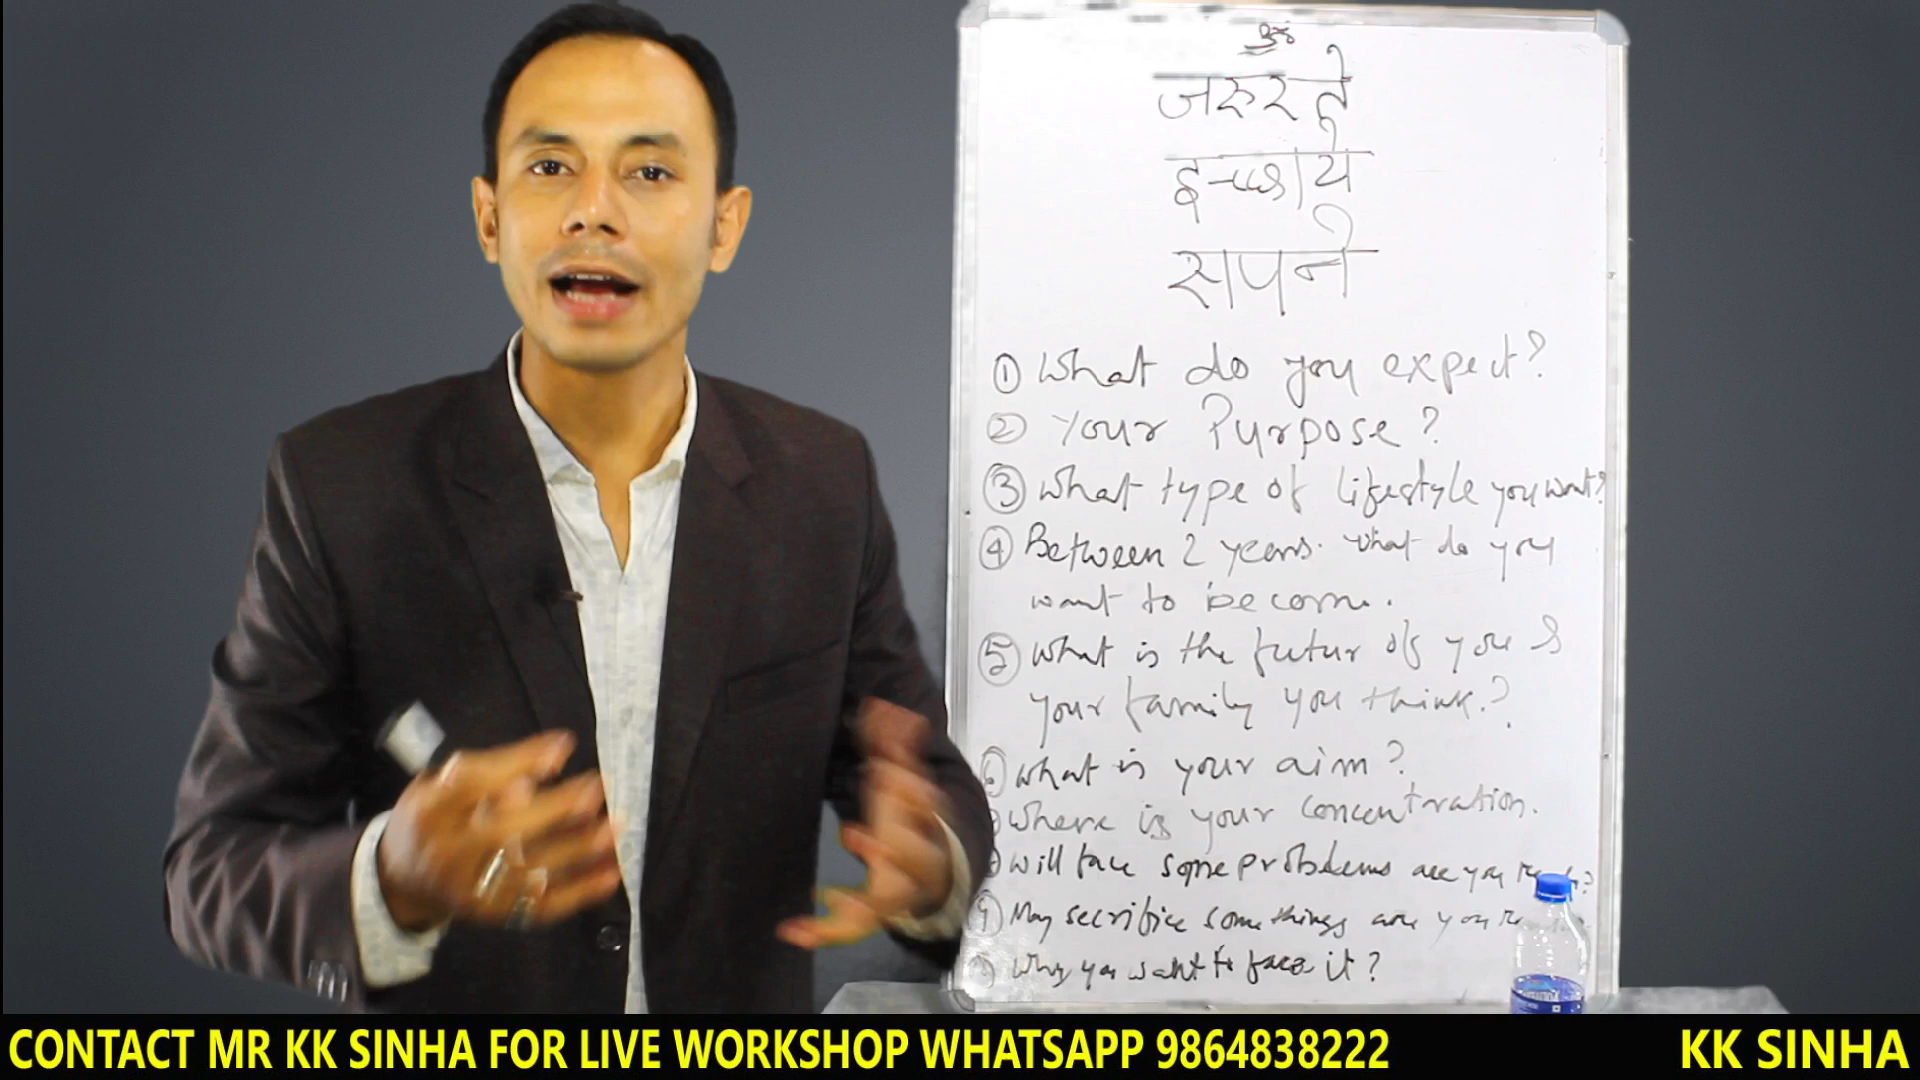 ॐ
जरुरतें
इच्छायें
सपने
① What do you expect?
② Your Purpose?
③ What type of lifestyle you want?
④ Between 2 years. What do you
want to become.
⑤ What is the futur of you &
your family you think?
⑥ What is your aim?
Where is your concentration.
will face some problems are you
⑨ May secrifice some things are you
Why you want to face it?
CONTACT MR KK SINHA FOR LIVE WORKSHOP WHATSAPP 9864838222
KK SINHA